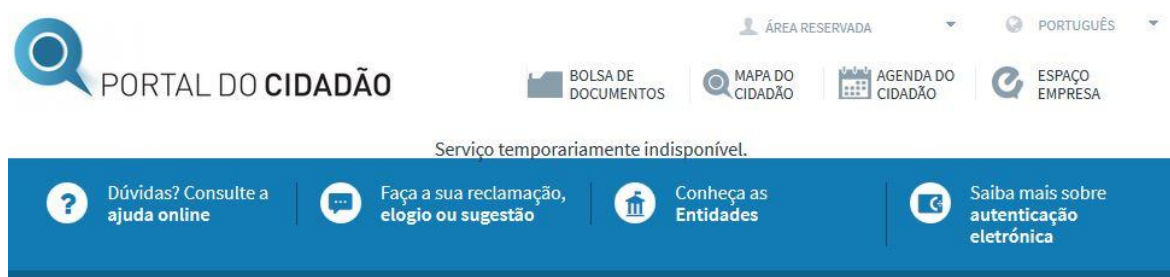 ÁREA RESERVADA
PORTUGUÊS
PORTAL DO CIDADÃO
BOLSA DE
DOCUMENTOS
MAPA DO
CIDADÃO
AGENDA DO
CIDADÃO
ESPAÇO
EMPRESA
Serviço temporariamente indisponível.
Dúvidas? Consulte a
ajuda online
Faça a sua reclamação,
elogio ou sugestão
Conheça as
Entidades
Saiba mais sobre
autenticação
eletrónica